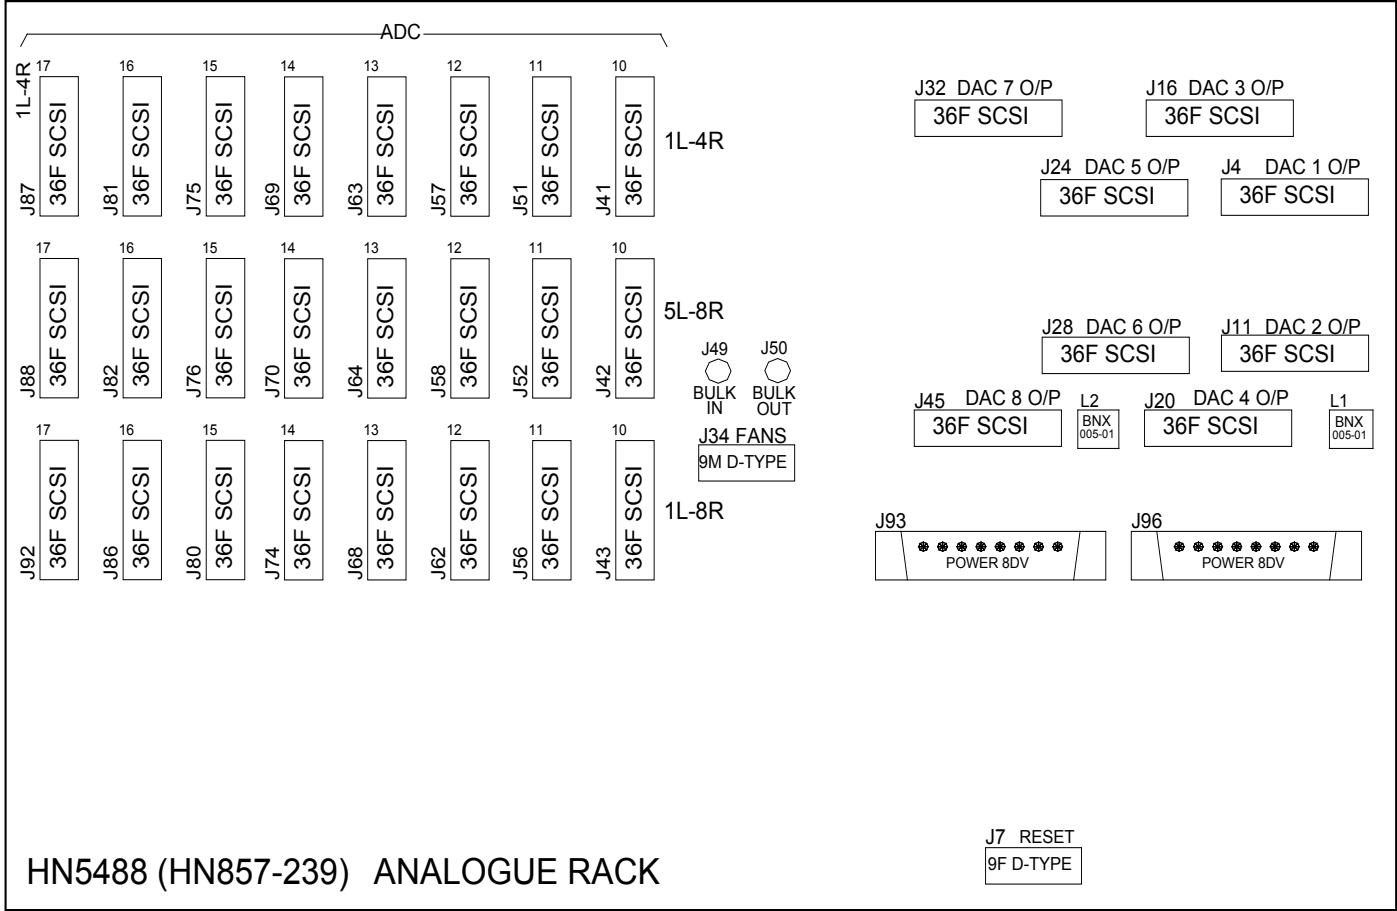 ADC
1L-4R
17 16 15 14 13 12 11 10
J87 36F SCSI
J81 36F SCSI
J75 36F SCSI
J69 36F SCSI
J63 36F SCSI
J57 36F SCSI
J51 36F SCSI
J41 36F SCSI
1L-4R
17 16 15 14 13 12 11 10
J88 36F SCSI
J82 36F SCSI
J76 36F SCSI
J70 36F SCSI
J64 36F SCSI
J58 36F SCSI
J52 36F SCSI
J42 36F SCSI
5L-8R
17 16 15 14 13 12 11 10
J92 36F SCSI
J86 36F SCSI
J80 36F SCSI
J74 36F SCSI
J68 36F SCSI
J62 36F SCSI
J56 36F SCSI
J43 36F SCSI
1L-8R
J49
BULK
IN
J50
BULK
OUT
J34 FANS
9M D-TYPE
J32 DAC 7 O/P
36F SCSI
J16 DAC 3 O/P
36F SCSI
J24 DAC 5 O/P
36F SCSI
J4 DAC 1 O/P
36F SCSI
J28 DAC 6 O/P
36F SCSI
J11 DAC 2 O/P
36F SCSI
J45 DAC 8 O/P
36F SCSI
L2
BNX
005-01
J20 DAC 4 O/P
36F SCSI
L1
BNX
005-01
J93
POWER 8DV
J96
POWER 8DV
J7 RESET
9F D-TYPE
HN5488 (HN857-239) ANALOGUE RACK